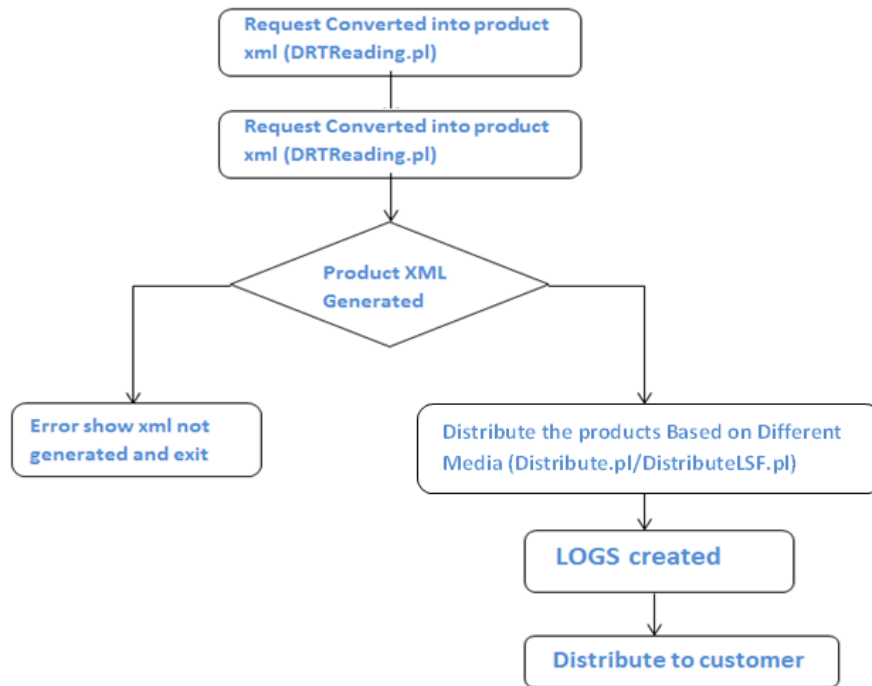 Request Converted into product
xml (DRTReading.pl)
Request Converted into product
xml (DRTReading.pl)
Product XML
Generated
Error show xml not
generated and exit
Distribute the products Based on Different
Media (Distribute.pl/DistributeLSF.pl)
LOGS created
Distribute to customer